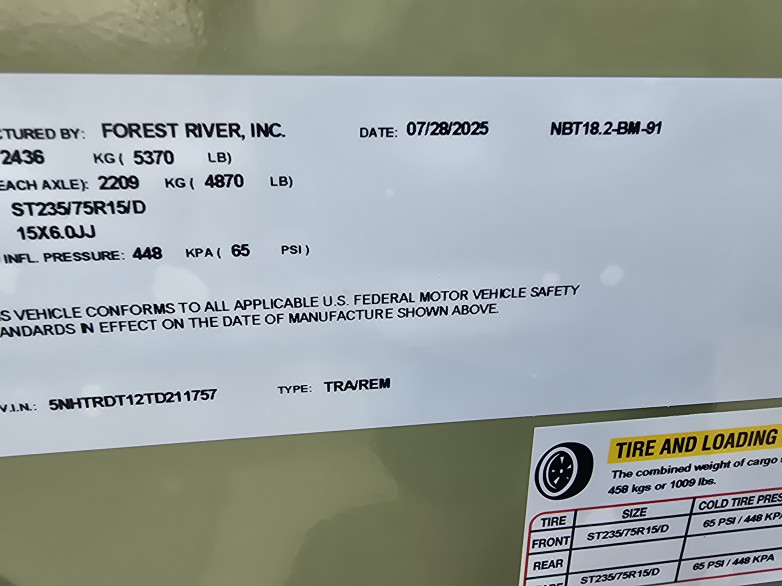 CTURED BY: FOREST RIVER, INC. DATE: 07/28/2025 NBT18.2-BM-91
2436 KG ( 5370 LB)
EACH AXLE): 2209 KG ( 4870 LB)
ST235/75R15/D
15X6.0JJ
INFL. PRESSURE: 448 KPA ( 65 PSI )
S VEHICLE CONFORMS TO ALL APPLICABLE U.S. FEDERAL MOTOR VEHICLE SAFETY
ANDARDS IN EFFECT ON THE DATE OF MANUFACTURE SHOWN ABOVE.
V.I.N.: 5NHTRDT12TD211757 TYPE: TRA/REM
TIRE AND LOADING
The combined weight of cargo
458 kgs or 1009 lbs.
TIRE SIZE COLD TIRE PRES
FRONT ST235/75R15/D 65 PSI / 448 KPA
REAR
ST235/75R15/D 65 PSI / 448 KPA